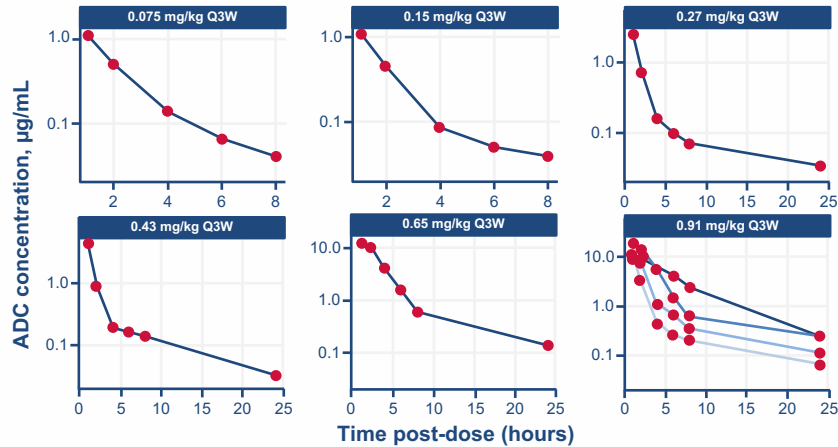 0.075 mg/kg Q3W
0.15 mg/kg Q3W
0.27 mg/kg Q3W
1.0
0.1
2 4 6 8
1.0
0.1
2 4 6 8
1.0
0.1
0 5 10 15 20 25
0.43 mg/kg Q3W
0.65 mg/kg Q3W
0.91 mg/kg Q3W
1.0
0.1
0 5 10 15 20 25
10.0
1.0
0.1
0 5 10 15 20 25
10.0
1.0
0.1
0 5 10 15 20 25
ADC concentration, µg/mL
Time post-dose (hours)